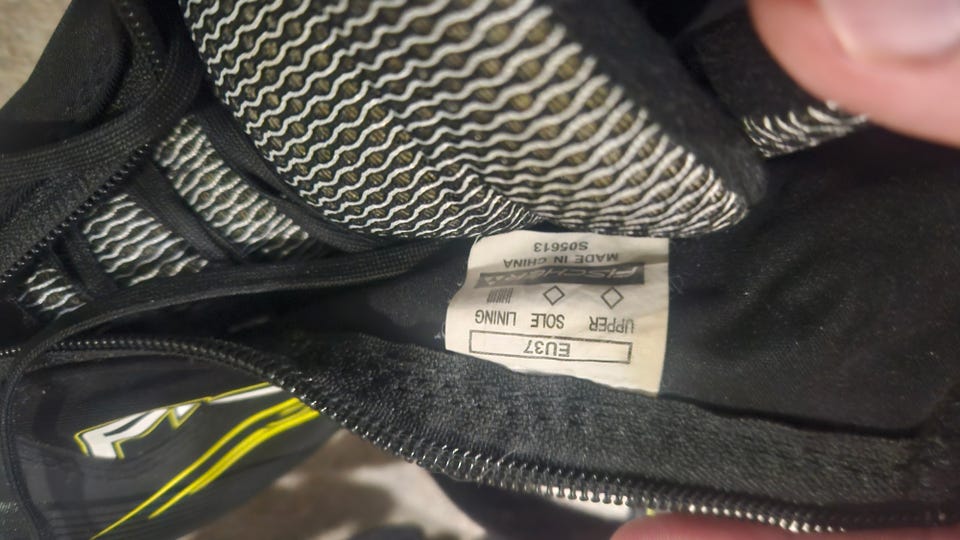 EU37
UPPER SOLE LINING
FISCHER
MADE IN CHINA
S05613